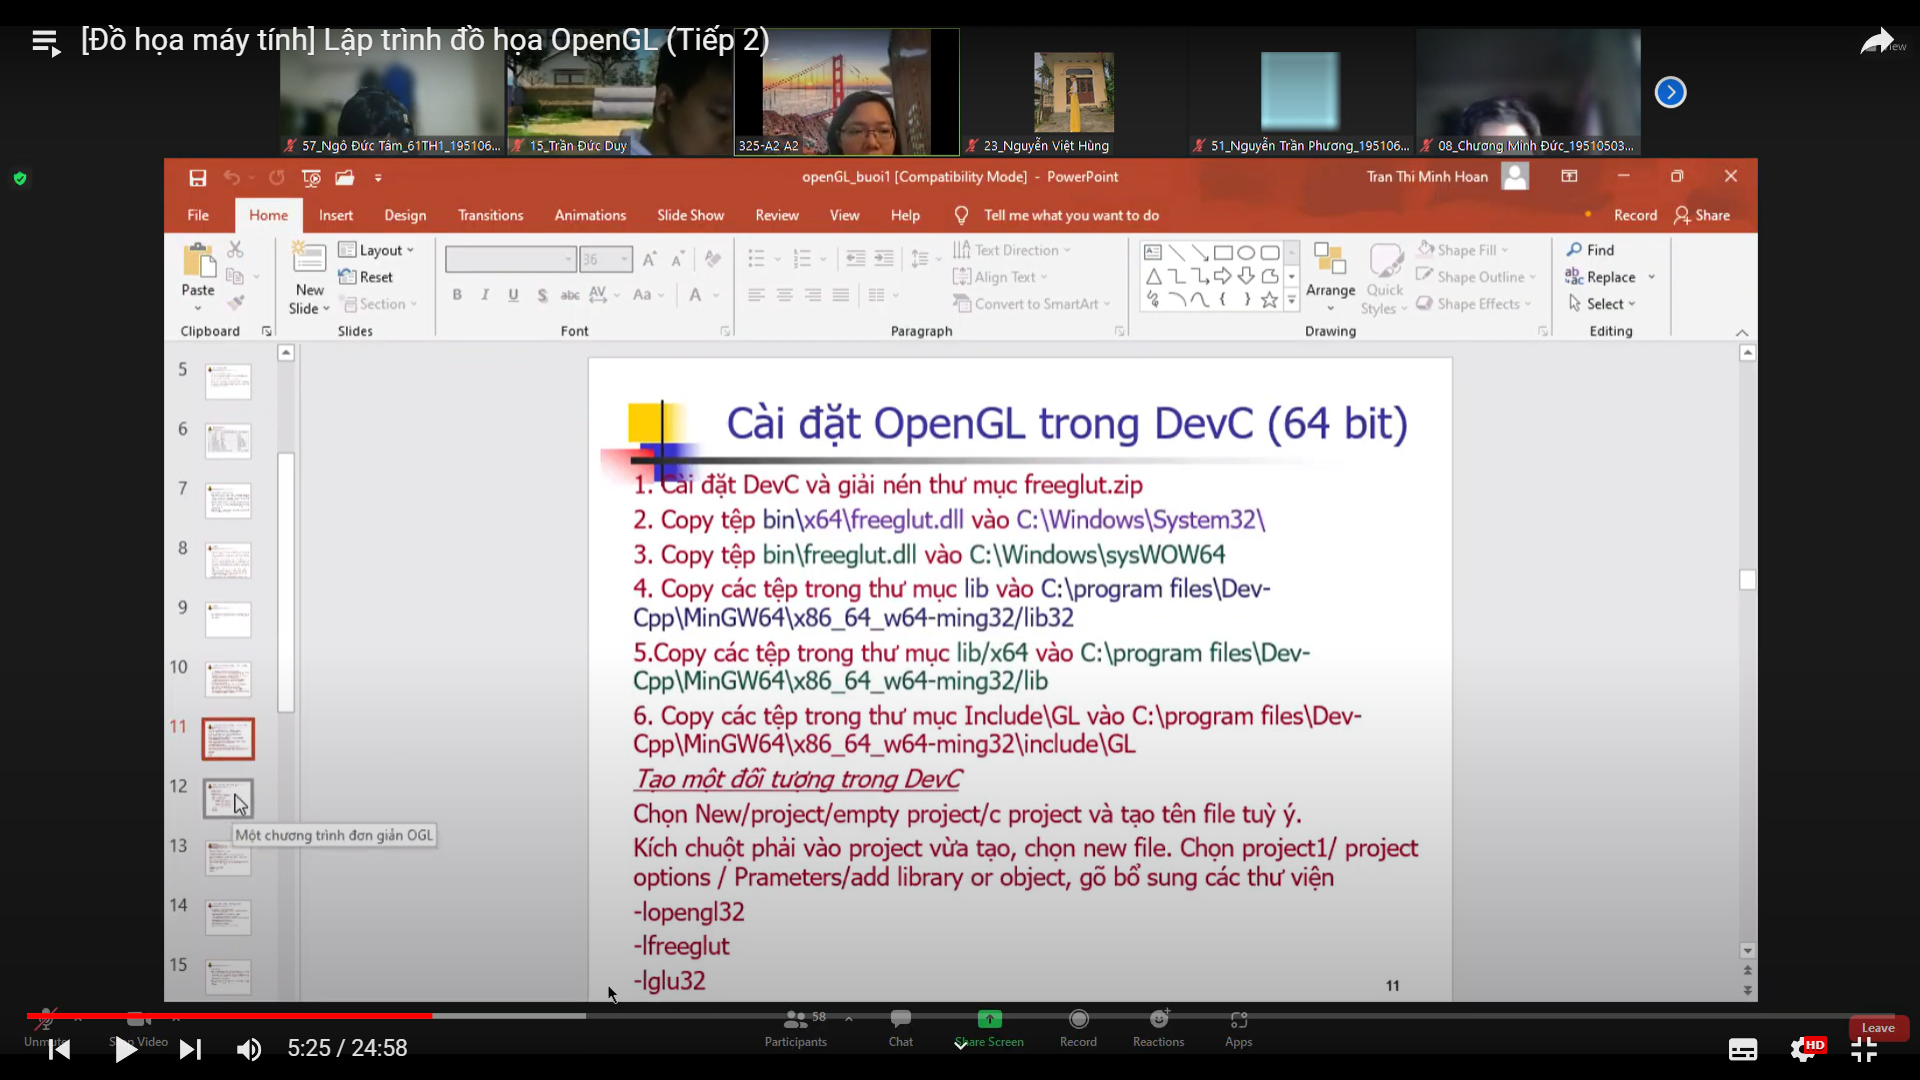 [Đồ họa máy tính] Lập trình đồ họa OpenGL (Tiếp 2)
View
57_Ngô Đức Tâm_61TH1_195106...
15_Trần Đức Duy
325-A2 A2
23_Nguyễn Việt Hùng
51_Nguyễn Trần Phương_195106...
08_Chương Minh Đức_19510503...
openGL_buoi1 [Compatibility Mode] - PowerPoint
Tran Thi Minh Hoan
File Home Insert Design Transitions Animations Slide Show Review View Help Tell me what you want to do Record Share
Paste
Clipboard
New Slide
Layout
Reset
Section
Slides
36
B I U S abc AV Aa A
Font
Text Direction
Align Text
Convert to SmartArt
Paragraph
Arrange
Quick Styles
Shape Fill
Shape Outline
Shape Effects
Drawing
Find
Replace
Select
Editing
5
6
7
8
9
10
11
12
Một chương trình đơn giản OGL
13
14
15
Cài đặt OpenGL trong DevC (64 bit)
1. Cài đặt DevC và giải nén thư mục freeglut.zip
2. Copy tệp bin\x64\freeglut.dll vào C:\Windows\System32\
3. Copy tệp bin\freeglut.dll vào C:\Windows\sysWOW64
4. Copy các tệp trong thư mục lib vào C:\program files\Dev-
Cpp\MinGW64\x86_64_w64-ming32/lib32
5.Copy các tệp trong thư mục lib/x64 vào C:\program files\Dev-
Cpp\MinGW64\x86_64_w64-ming32/lib
6. Copy các tệp trong thư mục Include\GL vào C:\program files\Dev-
Cpp\MinGW64\x86_64_w64-ming32\include\GL
Tạo một đối tượng trong DevC
Chọn New/project/empty project/c project và tạo tên file tuỳ ý.
Kích chuột phải vào project vừa tạo, chọn new file. Chọn project1/ project
options / Prameters/add library or object, gõ bổ sung các thư viện
-lopengl32
-lfreeglut
-lglu32
11
Unmute
Stop Video
58
Participants
Chat
Share Screen
Record
Reactions
Apps
Leave
5:25 / 24:58
HD